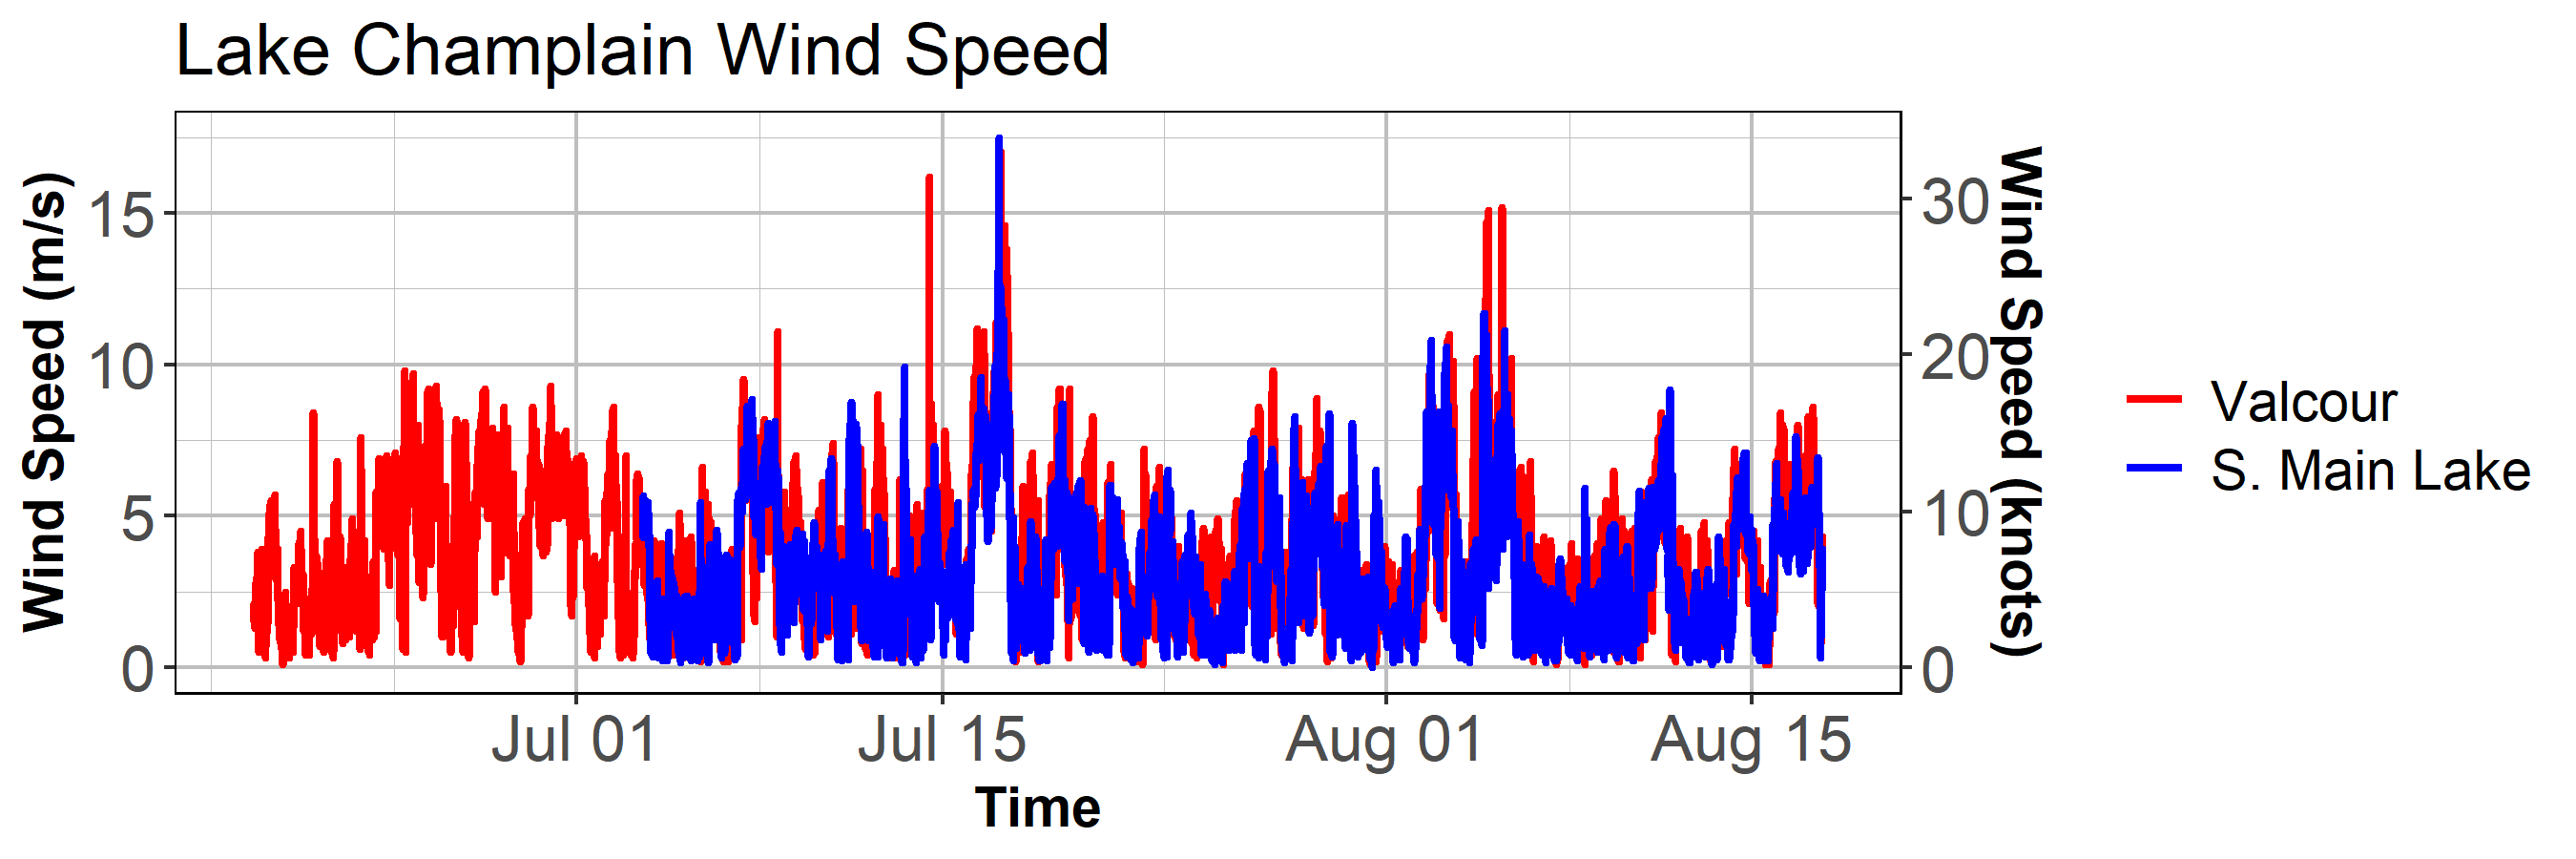 Lake Champlain Wind Speed
Wind Speed (m/s)
15
10
5
0
30
20
10
0
Wind Speed (knots)
Jul 01
Jul 15
Aug 01
Aug 15
Time
Valcour
S. Main Lake